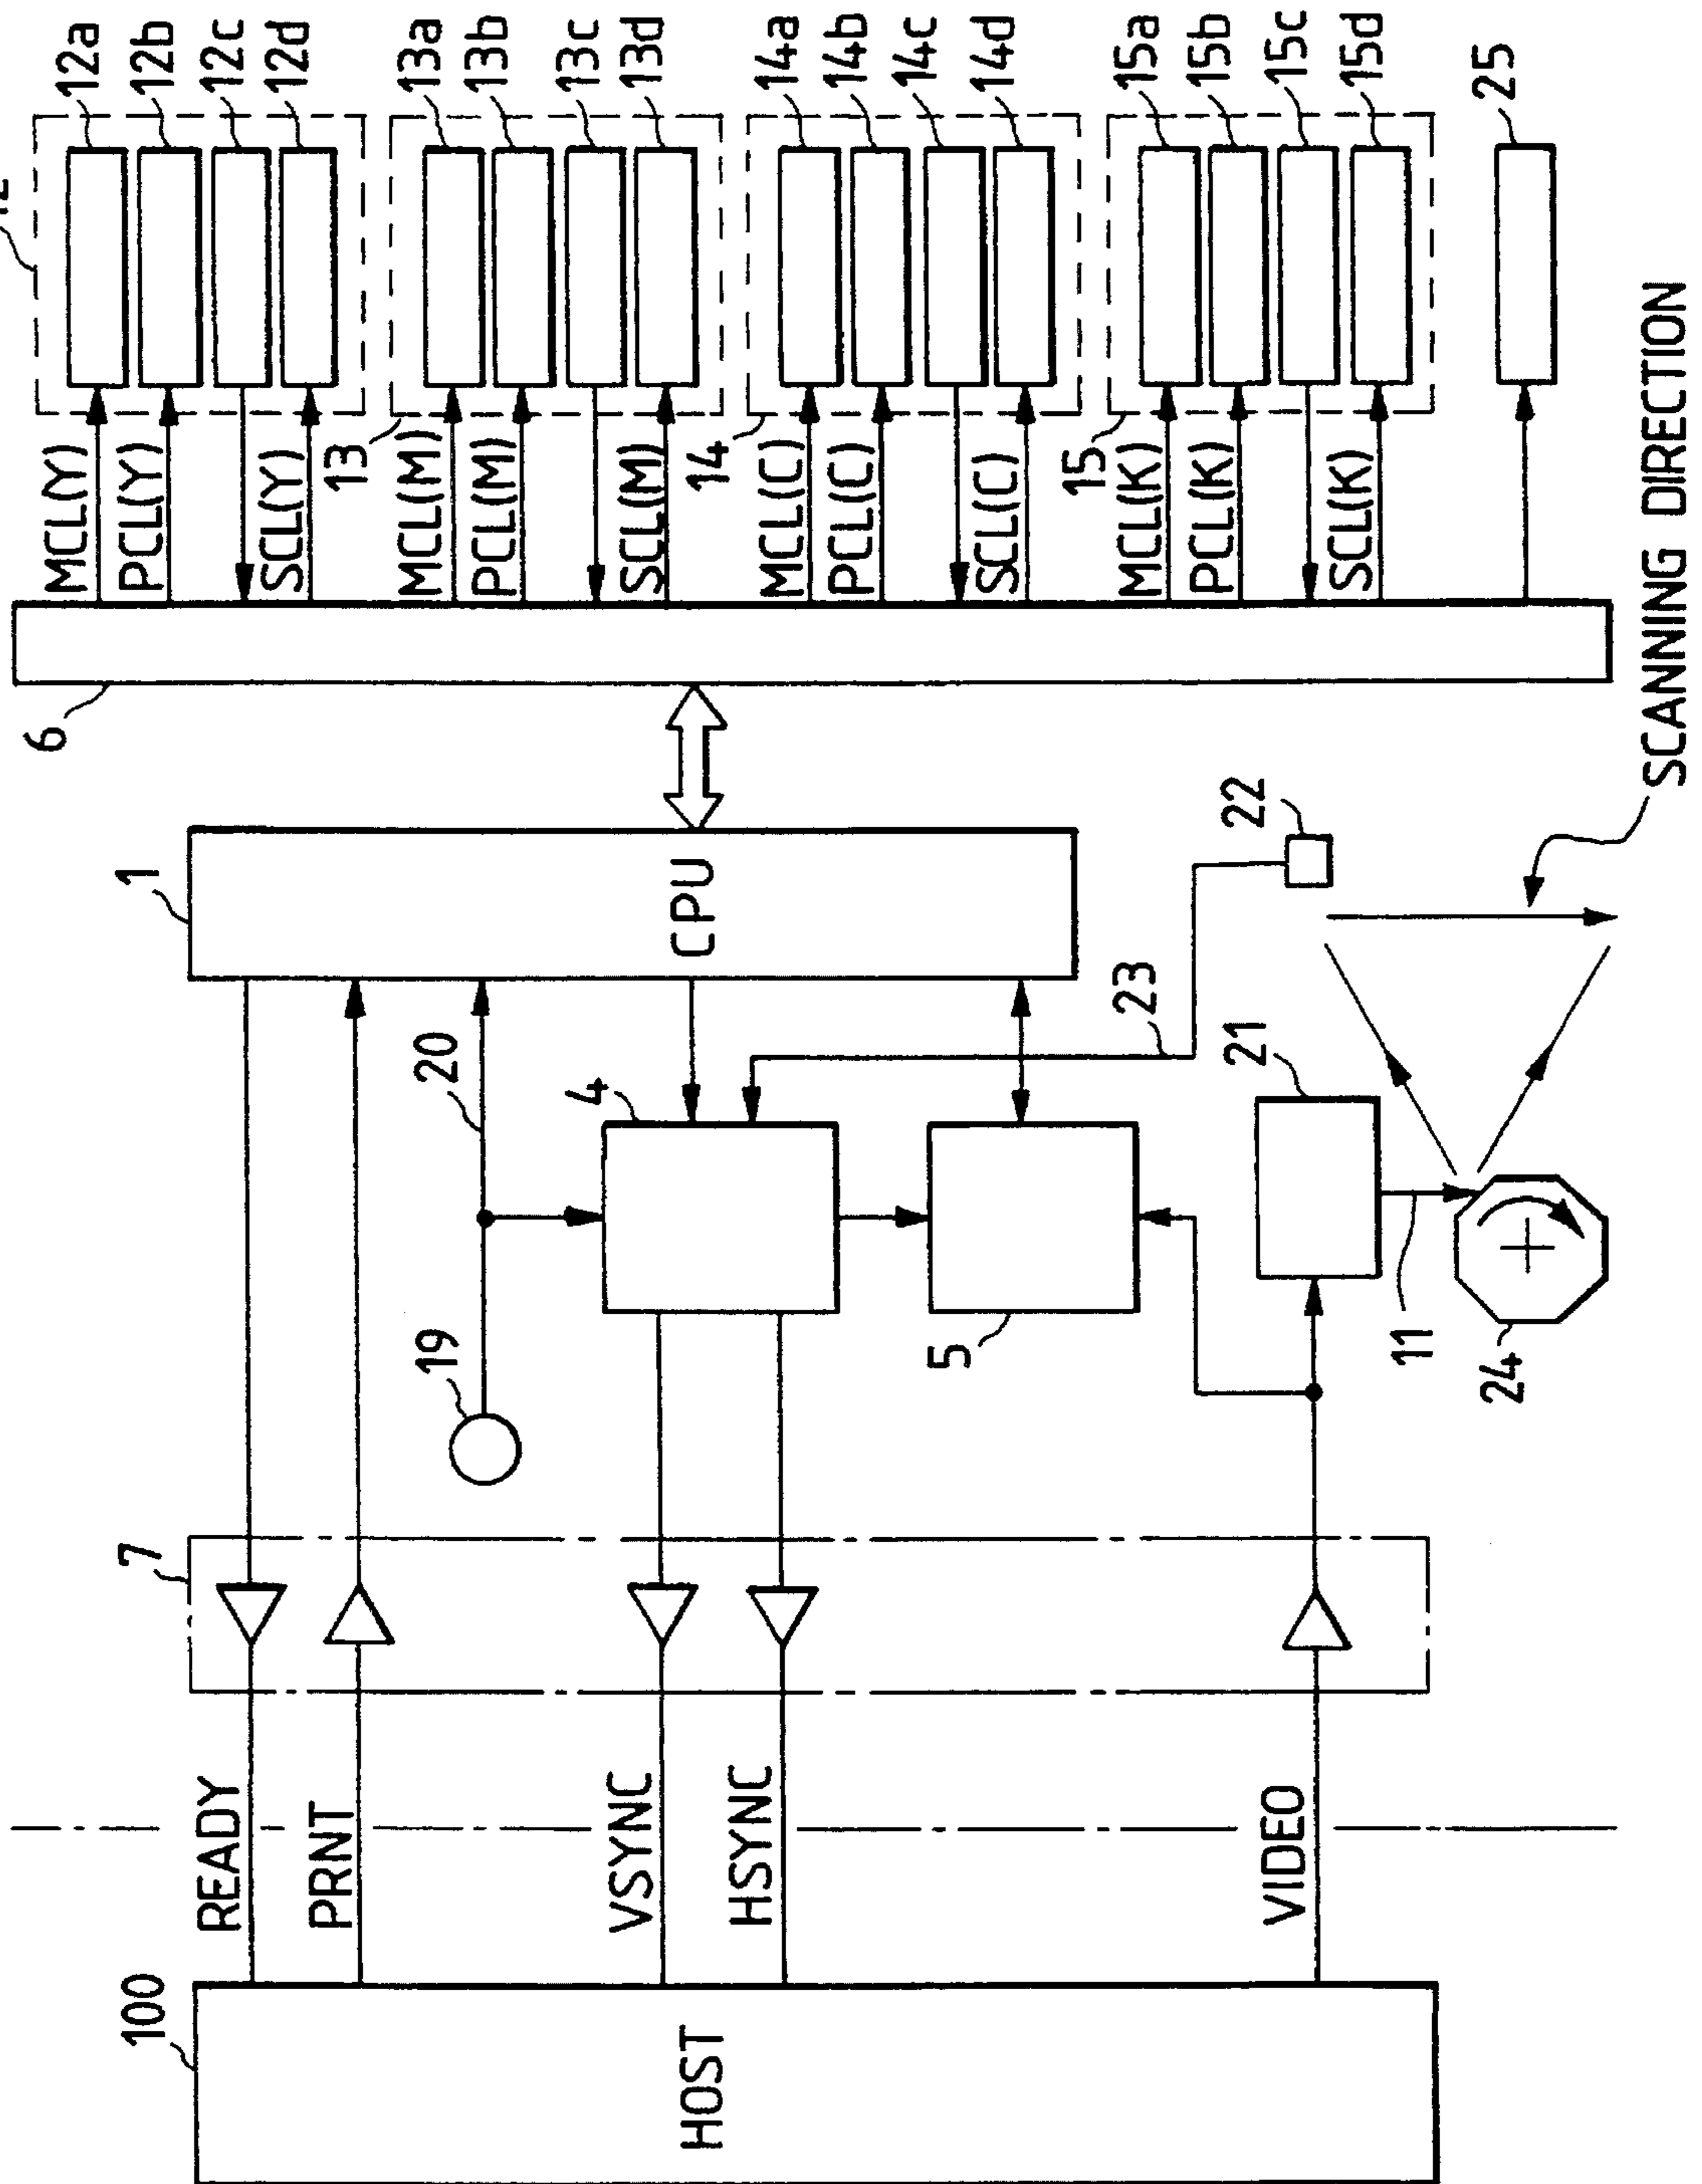 12
12a
12b
12c
12d
MCL(Y)
PCL(Y)
SCL(Y)
13
13a
13b
13c
13d
MCL(M)
PCL(M)
SCL(M)
14
14a
14b
14c
14d
MCL(C)
PCL(C)
SCL(C)
15
15a
15b
15c
15d
MCL(K)
PCL(K)
SCL(K)
25
6
1
CPU
20
4
19
5
23
22
21
11
24
SCANNING DIRECTION
7
READY
PRNT
VSYNC
HSYNC
VIDEO
100
HOST